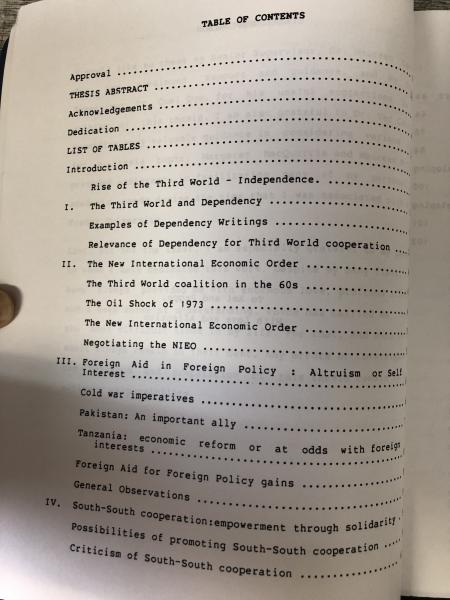 TABLE OF CONTENTS
Approval ........................................
THESIS ABSTRACT ..................................
Acknowledgements .................................
Dedication .......................................
LIST OF TABLES ...................................
Introduction .....................................
Rise of the Third World - Independence. ..........
I. The Third World and Dependency ................
Examples of Dependency Writings ..................
Relevance of Dependency for Third World cooperation ...
II. The New International Economic Order ..........
The Third World coalition in the 60s .............
The Oil Shock of 1973 ............................
The New International Economic Order .............
Negotiating the NIEO .............................
III. Foreign Aid in Foreign Policy : Altruism or Self
Interest .........................................
Cold war imperatives .............................
Pakistan: An important ally ......................
Tanzania: economic reform or at odds with foreign
interests ........................................
Foreign Aid for Foreign Policy gains .............
General Observations .............................
IV. South-South cooperation:empowerment through solidarity .
Possibilities of promoting South-South cooperation ....
Criticism of South-South cooperation .............